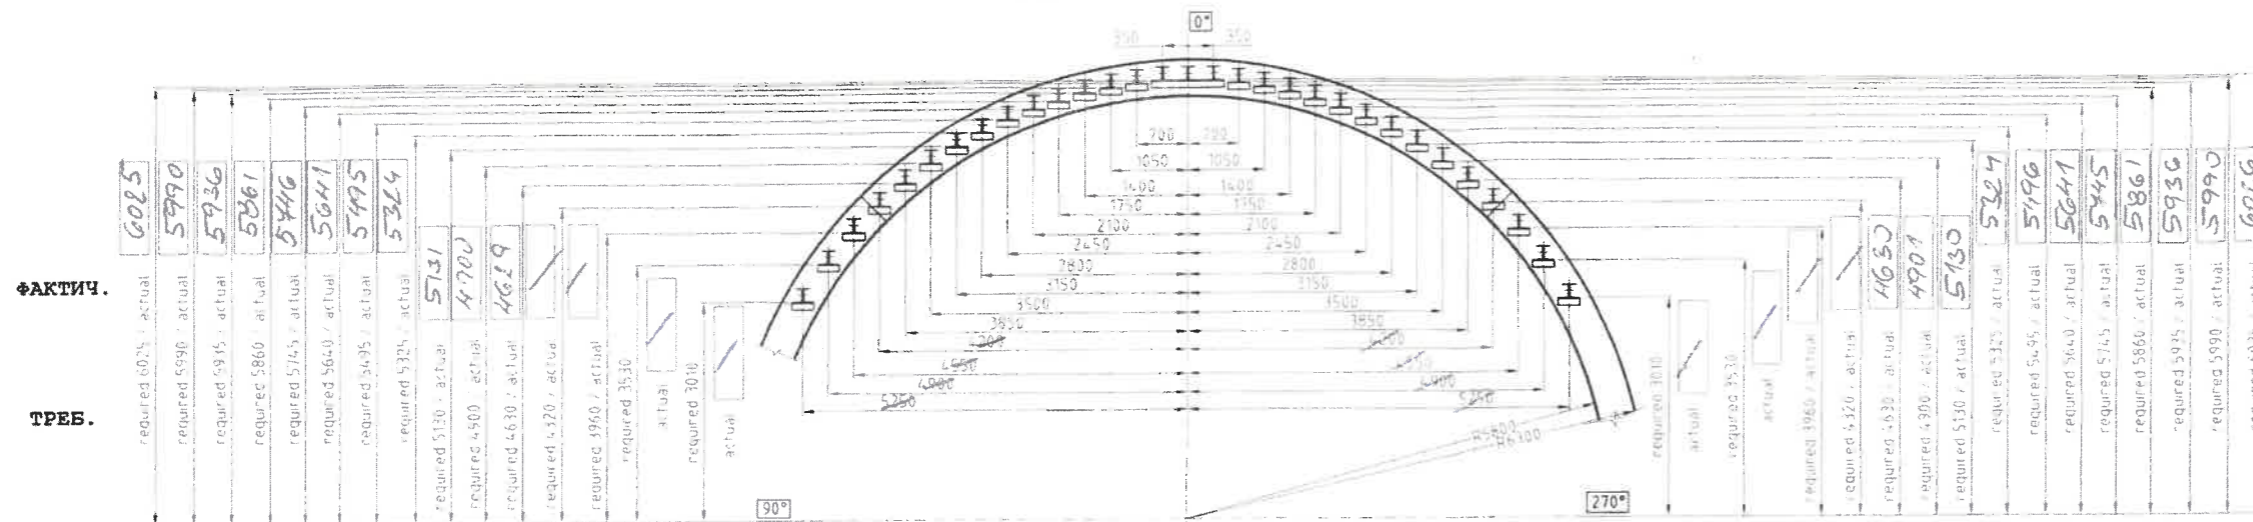 0°
350 350
700 700
1050 1050
1400 1400
1750 1750
2100 2100
2450 2450
2800 2800
3150 3150
3500 3500
3850 3850
4200 4200
4550 4550
4900 4900
5250 5250
R5800
R6300
90°
270°
ФАКТИЧ.
ТРЕБ.
required 6025 / actual 6025
required 5990 / actual 5990
required 5935 / actual 5936
required 5860 / actual 5861
required 5745 / actual 5746
required 5640 / actual 5641
required 5495 / actual 5495
required 5325 / actual 5324
required 5130 / actual 5131
required 4900 / actual 4900
required 4630 / actual 4629
required 4320 / actual
required 3960 / actual
required 3530
actual
required 3010
actual
required 3010
actual
required 3530
actual
required 3960 / actual
required 4320 / actual
required 4630 / actual 4630
required 4900 / actual 4901
required 5130 / actual 5130
required 5325 / actual 5324
required 5495 / actual 5496
required 5640 / actual 5641
required 5745 / actual 5745
required 5860 / actual 5861
required 5935 / actual 5936
required 5990 / actual 5990